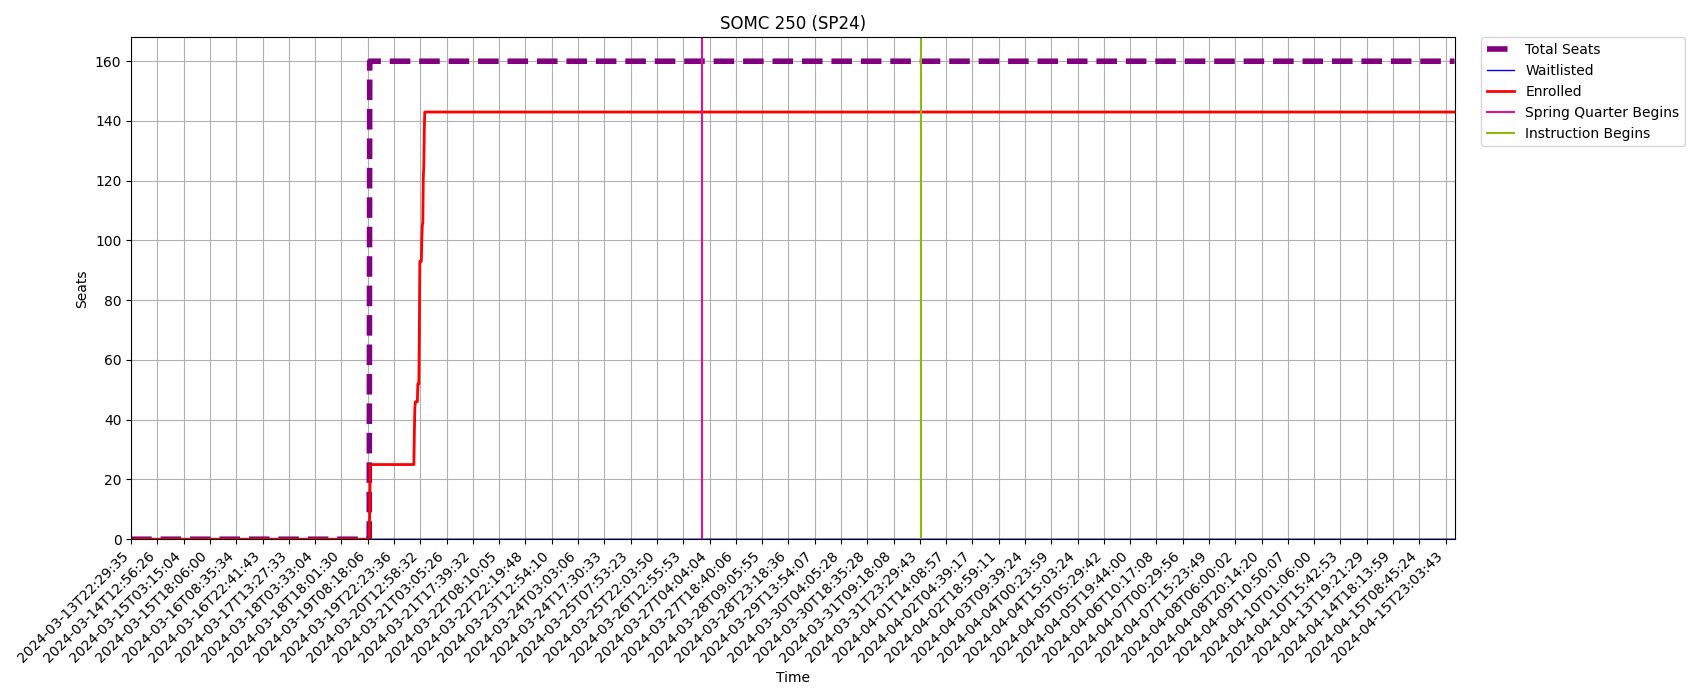 SOMC 250 (SP24)
160
140
120
100
80
60
40
20
0
Seats
2024-03-13T22:29:35
2024-03-14T12:56:26
2024-03-15T03:15:04
2024-03-15T18:06:00
2024-03-16T08:35:34
2024-03-16T22:41:43
2024-03-17T13:27:33
2024-03-18T03:33:04
2024-03-18T18:01:30
2024-03-19T08:18:06
2024-03-19T22:23:36
2024-03-20T12:58:32
2024-03-21T03:05:26
2024-03-21T17:39:32
2024-03-22T08:10:05
2024-03-22T22:19:48
2024-03-23T12:54:10
2024-03-24T03:03:06
2024-03-24T17:30:33
2024-03-25T07:53:23
2024-03-25T22:03:50
2024-03-26T12:55:53
2024-03-27T04:04:04
2024-03-27T18:40:06
2024-03-28T09:05:55
2024-03-28T23:18:36
2024-03-29T13:54:07
2024-03-30T04:05:28
2024-03-30T18:35:28
2024-03-31T09:18:08
2024-03-31T23:29:43
2024-04-01T14:08:57
2024-04-02T04:39:17
2024-04-02T18:59:11
2024-04-03T09:39:24
2024-04-04T00:23:59
2024-04-04T15:03:24
2024-04-05T05:29:42
2024-04-05T19:44:00
2024-04-06T10:17:08
2024-04-07T00:29:56
2024-04-07T15:23:49
2024-04-08T06:00:02
2024-04-08T20:14:20
2024-04-09T10:50:07
2024-04-10T01:06:00
2024-04-10T15:42:53
2024-04-13T19:21:29
2024-04-14T18:13:59
2024-04-15T08:45:24
2024-04-15T23:03:43
Time
Total Seats
Waitlisted
Enrolled
Spring Quarter Begins
Instruction Begins